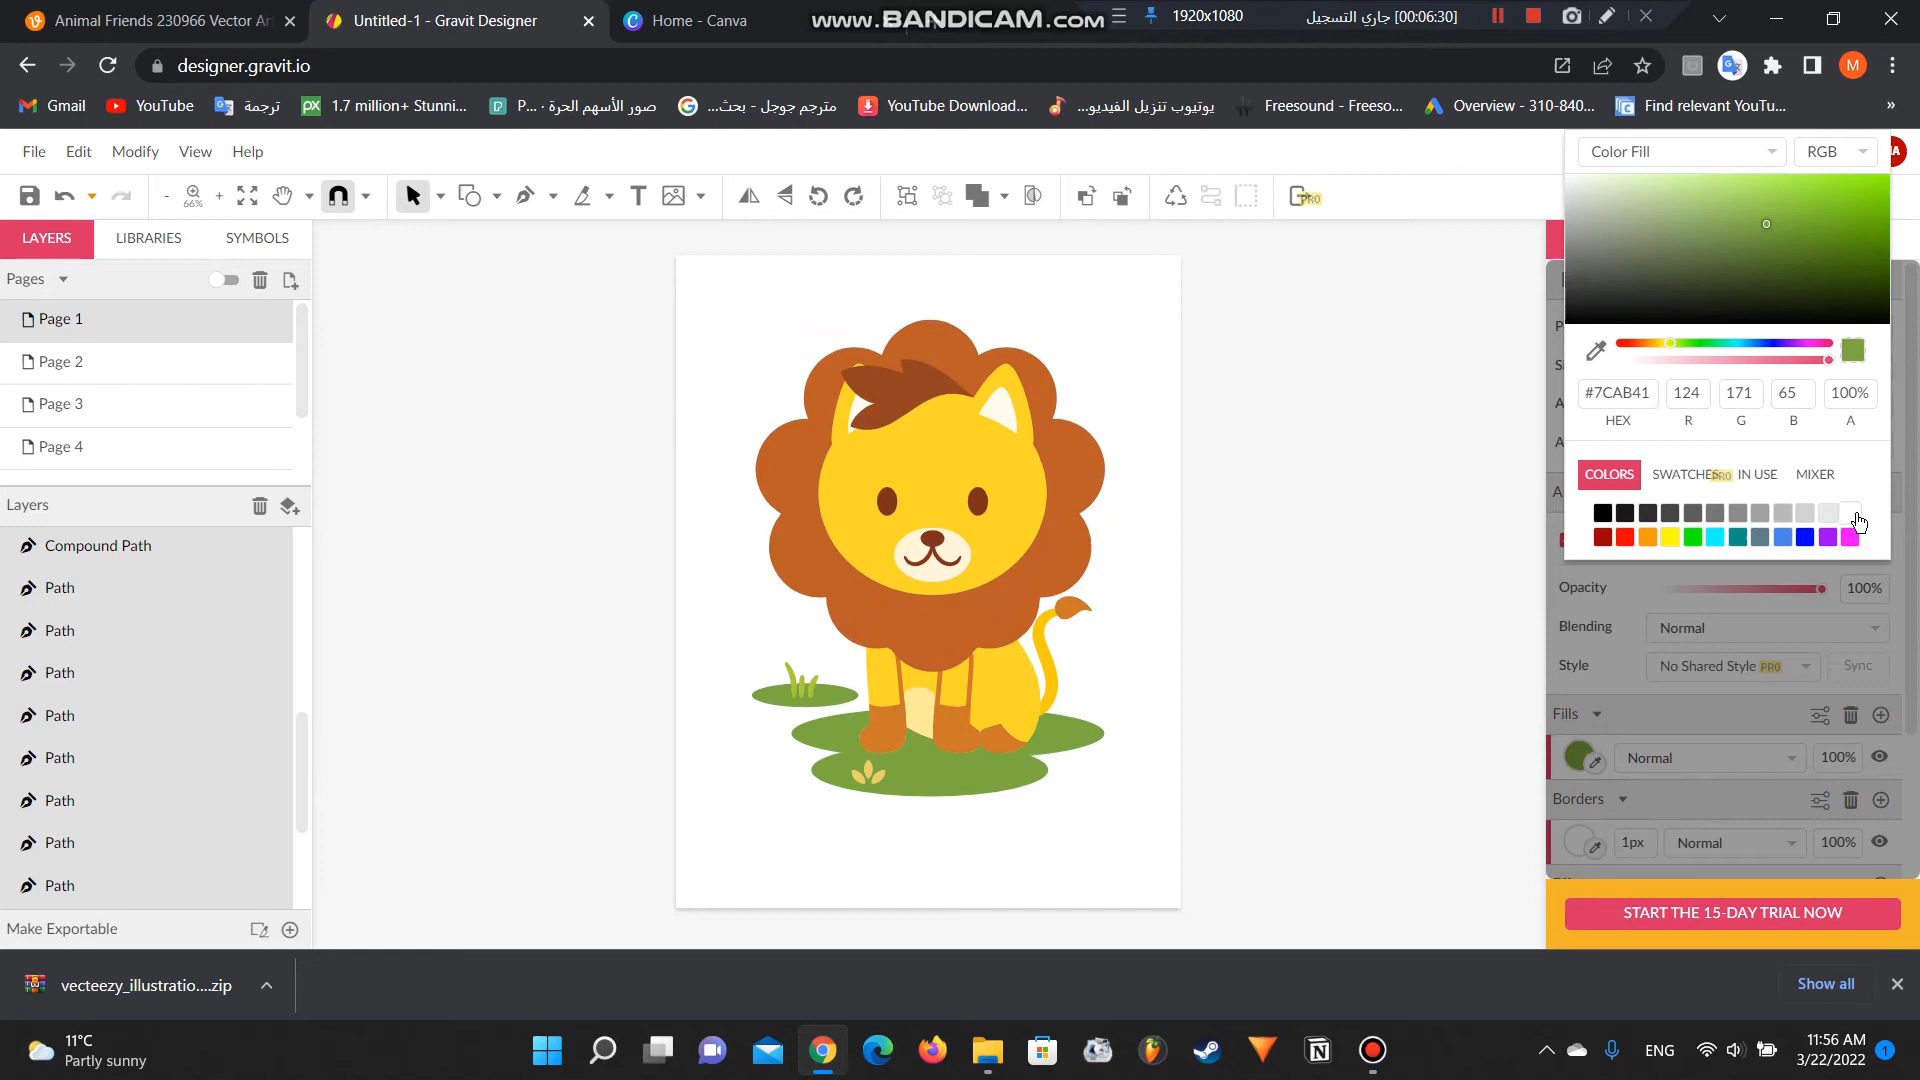 Animal Friends 230966 Vector Ar
Untitled-1 - Gravit Designer
Home - Canva
www.BANDICAM.com
1920x1080
جاري التسجيل [00:06:30]
designer.gravit.io
M
Gmail
YouTube
ترجمة
1.7 million+ Stunni...
صور الأسهم الحرة · P...
مترجم جوجل - بحث...
YouTube Download...
يوتيوب تنزيل الفيديو...
Freesound - Freeso...
Overview - 310-840...
Find relevant YouTu...
»
File Edit Modify View Help
Color Fill
RGB
- 66% +
T
PRO
LAYERS LIBRARIES SYMBOLS
Pages
Page 1
Page 2
Page 3
Page 4
Layers
Compound Path
Path
Path
Path
Path
Path
Path
Path
Path
Make Exportable
#7CAB41 124 171 65 100%
HEX R G B A
COLORS SWATCHES PRO IN USE MIXER
Opacity 100%
Blending Normal
Style No Shared Style PRO Sync
Fills
Normal 100%
Borders
1px Normal 100%
START THE 15-DAY TRIAL NOW
vecteezy_illustratio....zip
Show all
11°C
Partly sunny
ENG
11:56 AM
3/22/2022
1